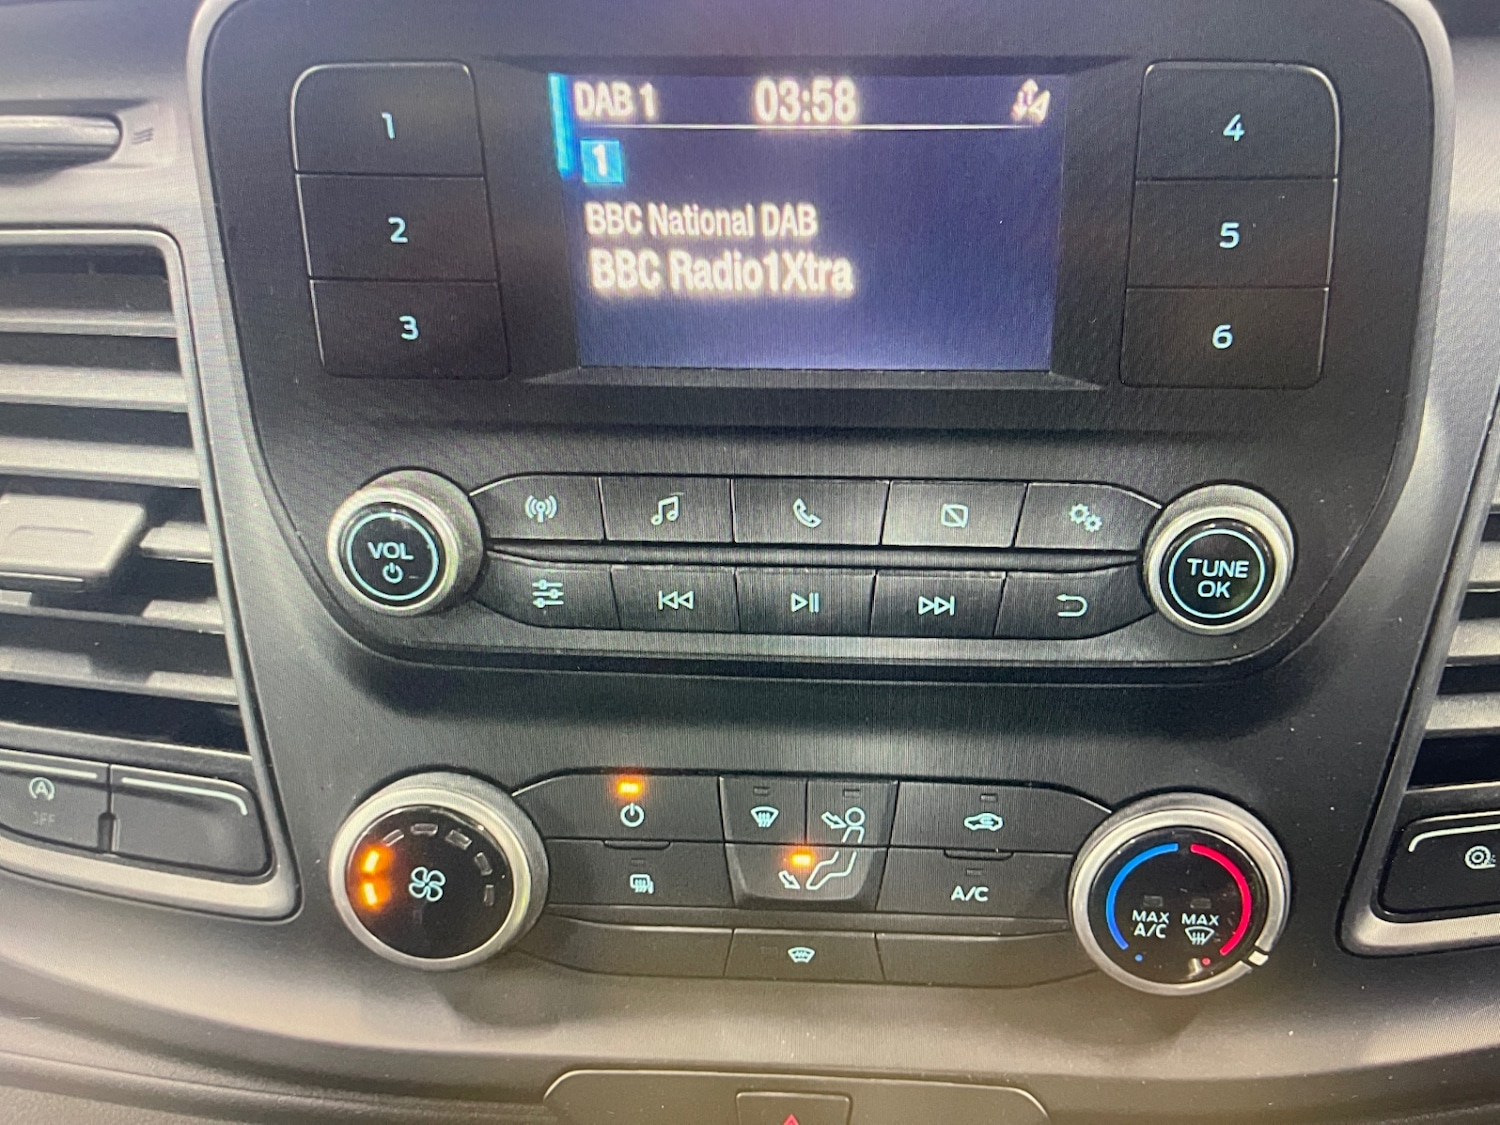 DAB 1 03:58
1
BBC National DAB
BBC Radio1Xtra
1
2
3
4
5
6
VOL
TUNE
OK
A
OFF
A/C
MAX MAX
A/C